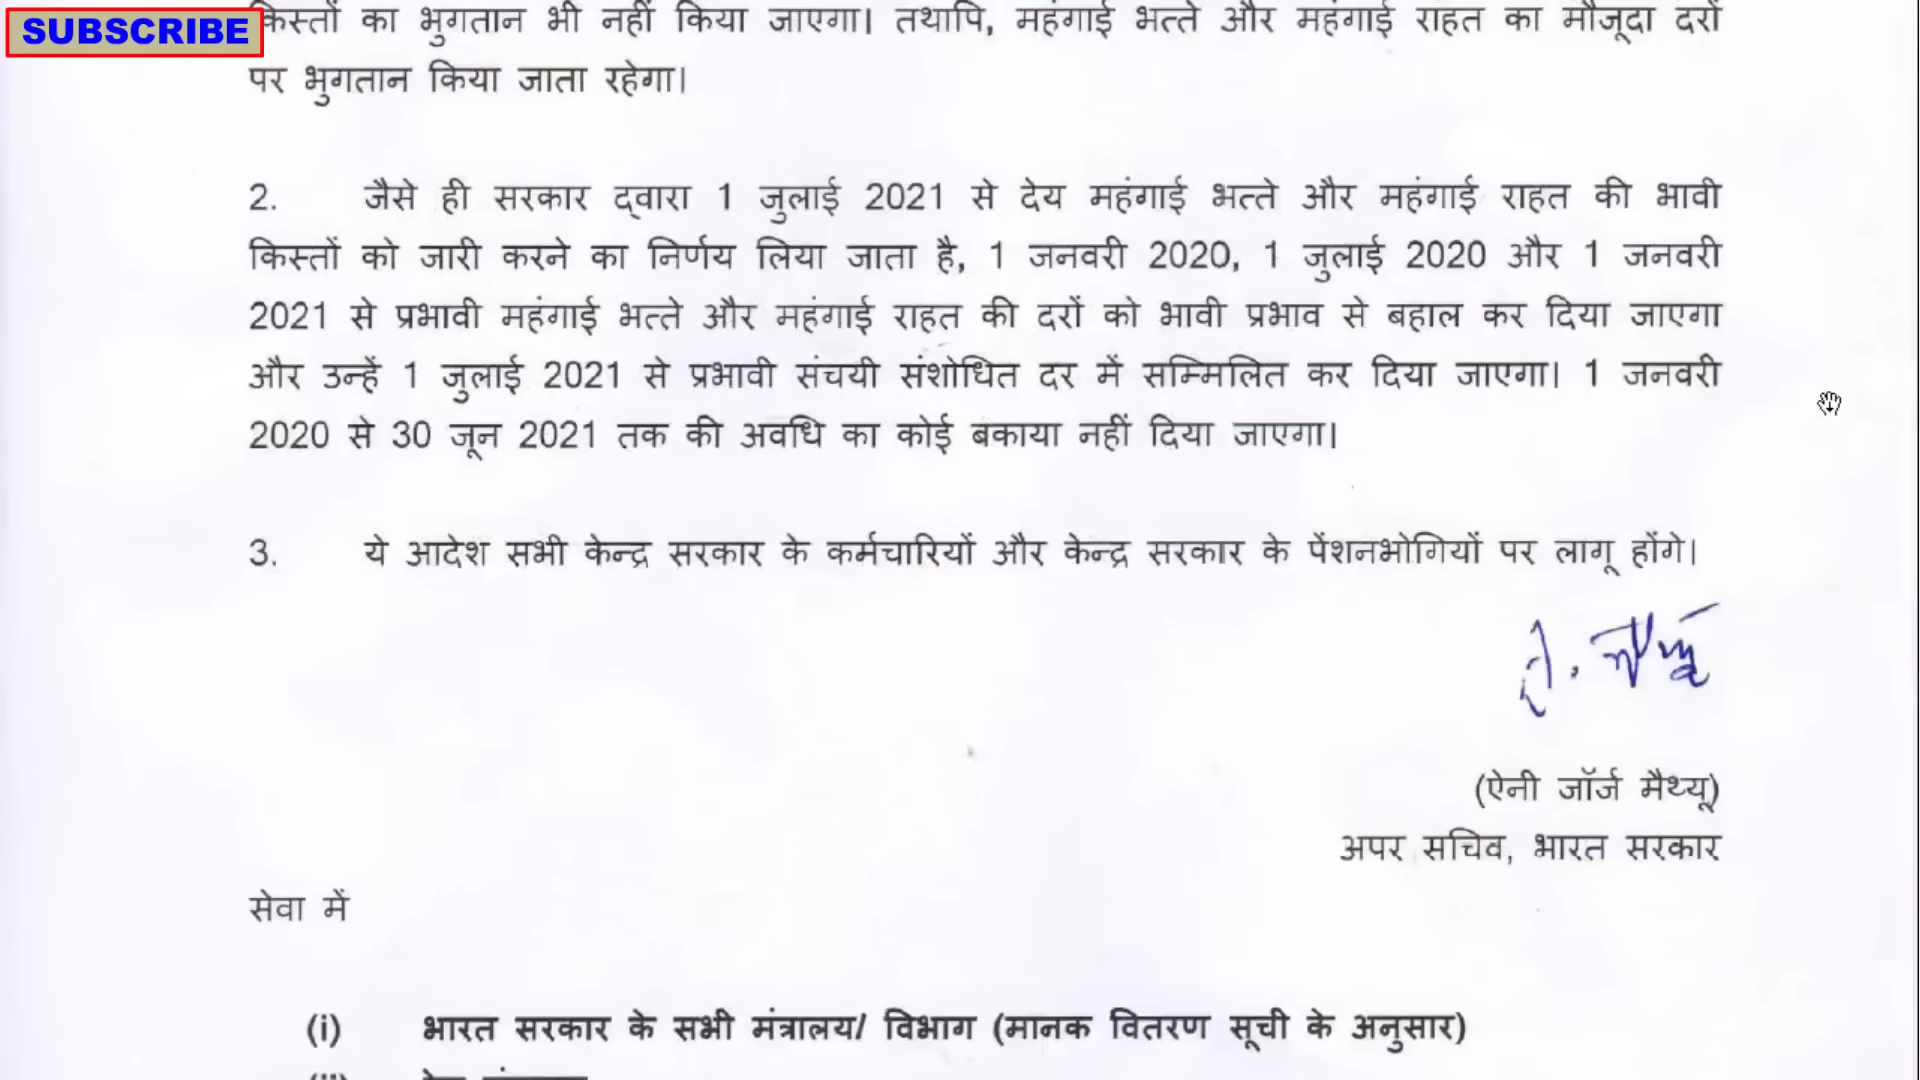 SUBSCRIBE
किस्तों का भुगतान भी नहीं किया जाएगा। तथापि, महंगाई भत्ते और महंगाई राहत का मौजूदा दरों
पर भुगतान किया जाता रहेगा।
2. जैसे ही सरकार द्वारा 1 जुलाई 2021 से देय महंगाई भत्ते और महंगाई राहत की भावी
किस्तों को जारी करने का निर्णय लिया जाता है, 1 जनवरी 2020, 1 जुलाई 2020 और 1 जनवरी
2021 से प्रभावी महंगाई भत्ते और महंगाई राहत की दरों को भावी प्रभाव से बहाल कर दिया जाएगा
और उन्हें 1 जुलाई 2021 से प्रभावी संचयी संशोधित दर में सम्मिलित कर दिया जाएगा। 1 जनवरी
2020 से 30 जून 2021 तक की अवधि का कोई बकाया नहीं दिया जाएगा।
3. ये आदेश सभी केन्द्र सरकार के कर्मचारियों और केन्द्र सरकार के पेंशनभोगियों पर लागू होंगे।
(ऐनी जॉर्ज मैथ्यू)
अपर सचिव, भारत सरकार
सेवा में
(i) भारत सरकार के सभी मंत्रालय/ विभाग (मानक वितरण सूची के अनुसार)